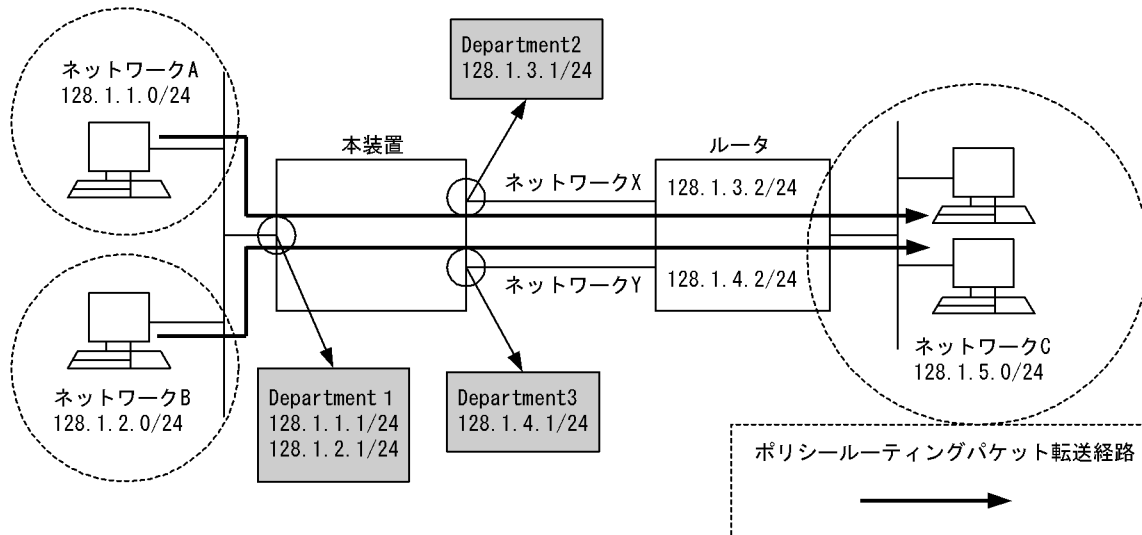 Department2
128.1.3.1/24
ネットワークA
128.1.1.0/24
本装置
ルータ
ネットワークX
128.1.3.2/24
ネットワークY
128.1.4.2/24
ネットワークB
128.1.2.0/24
Department 1
128.1.1.1/24
128.1.2.1/24
Department3
128.1.4.1/24
ネットワークC
128.1.5.0/24
ポリシールーティングパケット転送経路